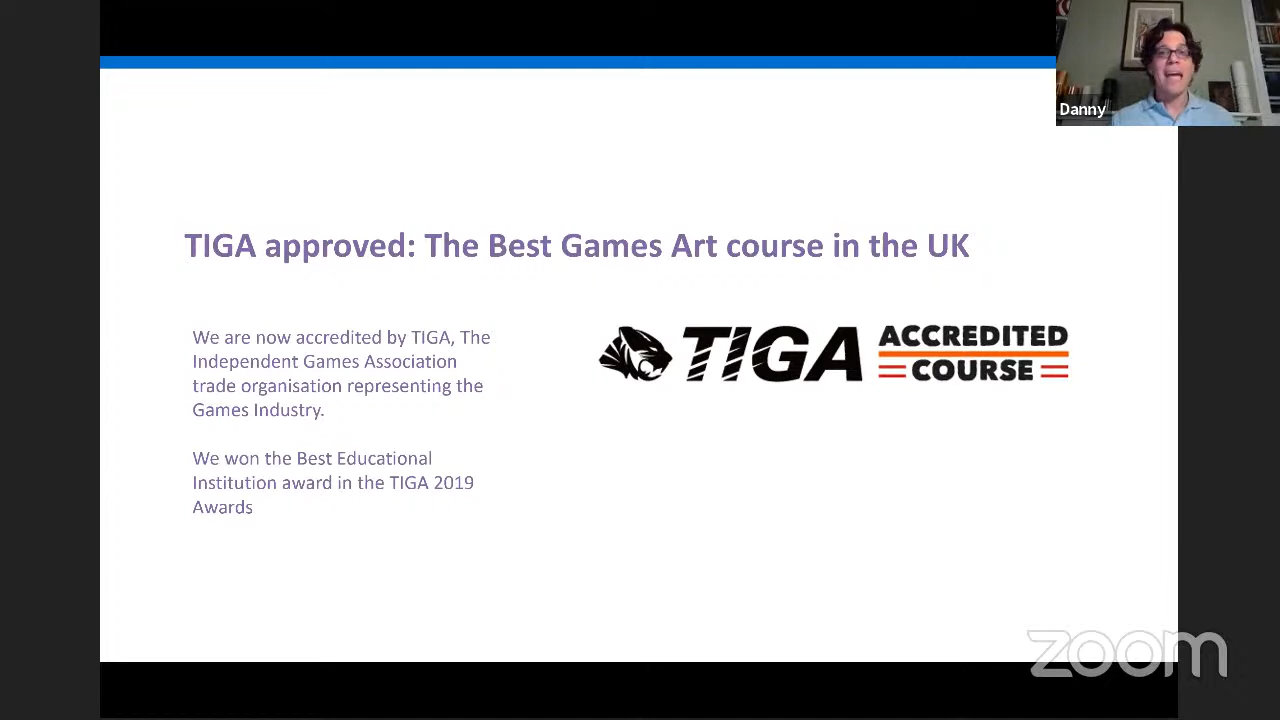 Danny
TIGA approved: The Best Games Art course in the UK
We are now accredited by TIGA, The
Independent Games Association
trade organisation representing the
Games Industry.
We won the Best Educational
Institution award in the TIGA 2019
Awards
TIGA
ACCREDITED
COURSE
zoom